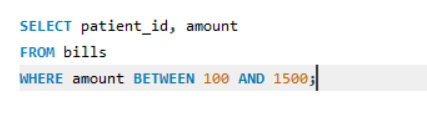 SELECT patient_id, amount
FROM bills
WHERE amount BETWEEN 100 AND 1500;